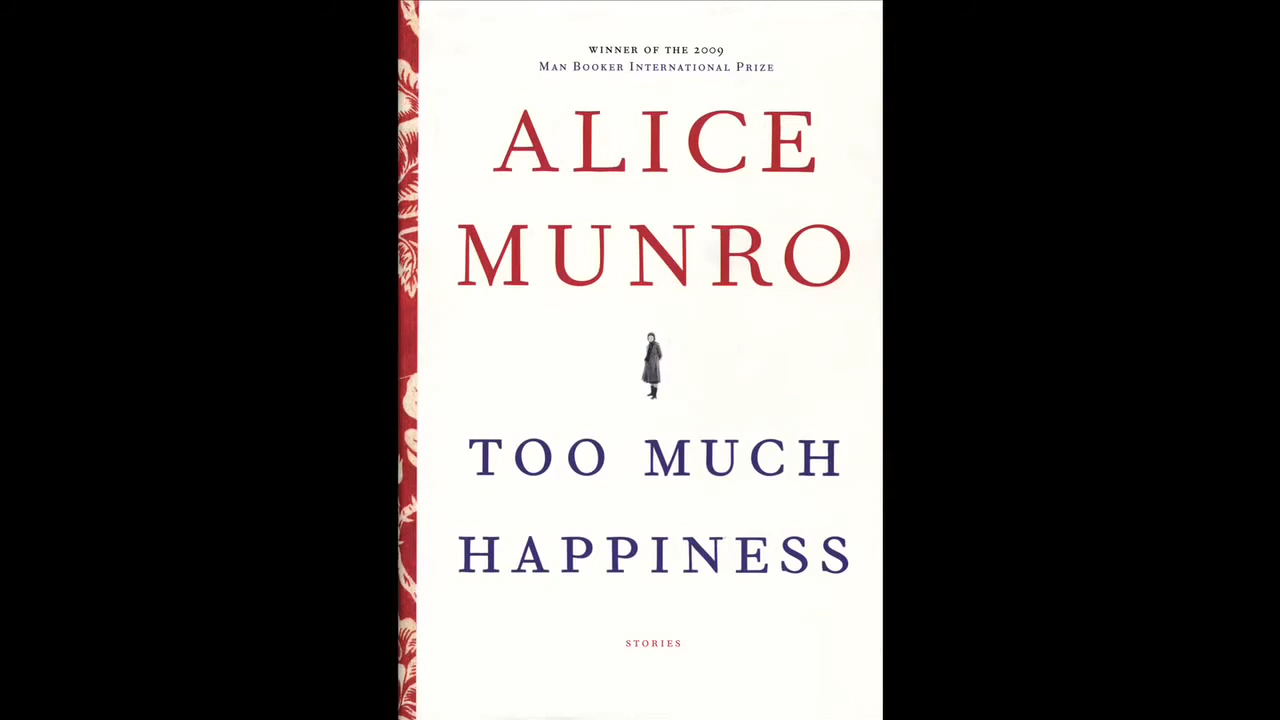 WINNER OF THE 2009
MAN BOOKER INTERNATIONAL PRIZE
ALICE
MUNRO
TOO MUCH
HAPPINESS
STORIES